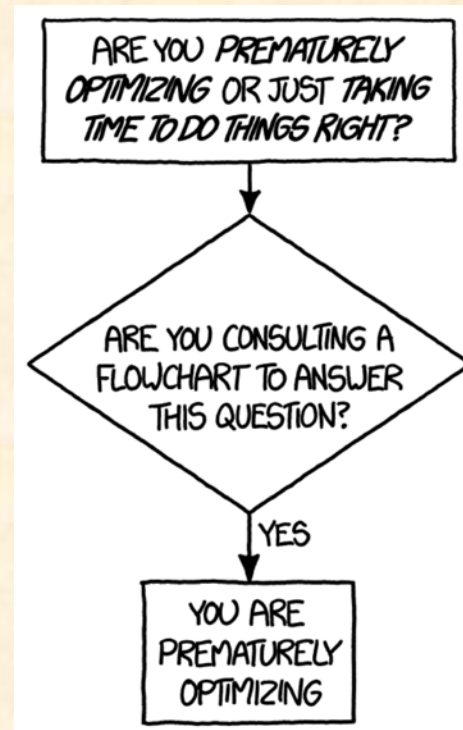 ARE YOU PREMATURELY
OPTIMIZING OR JUST TAKING
TIME TO DO THINGS RIGHT?
ARE YOU CONSULTING A
FLOWCHART TO ANSWER
THIS QUESTION?
YES
YOU ARE
PREMATURELY
OPTIMIZING